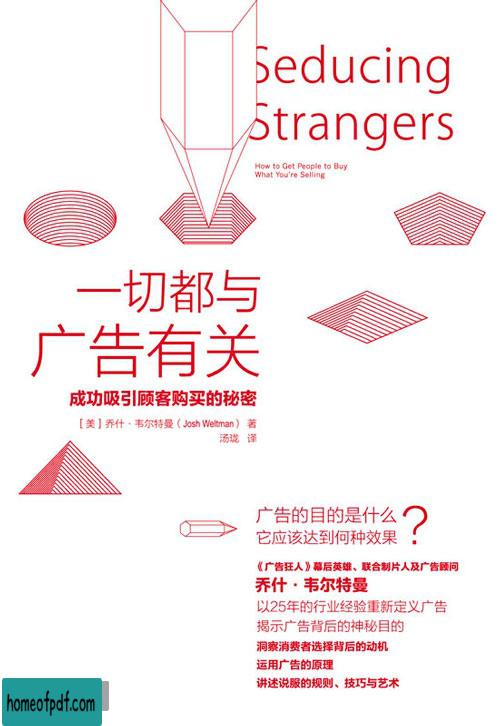 Seducing
Strangers
How to Get People to Buy
What You're Selling
一切都与
广告有关
成功吸引顾客购买的秘密
［美］乔什·韦尔特曼（Josh Weltman）著
汤珑 译
广告的目的是什么
它应该达到何种效果？
《广告狂人》幕后英雄、联合制片人及广告顾问
乔什·韦尔特曼
以25年的行业经验重新定义广告
揭示广告背后的神秘目的
洞察消费者选择背后的动机
运用广告的原理
讲述说服的规则、技巧与艺术
homeofpdf.com